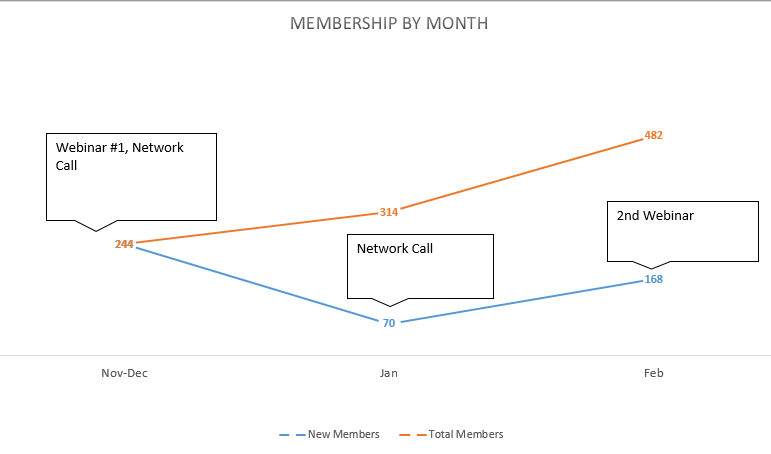 MEMBERSHIP BY MONTH
482
Webinar #1, Network
Call
314
2nd Webinar
244
244
Network Call
168
70
Nov-Dec
Jan
Feb
New Members
Total Members